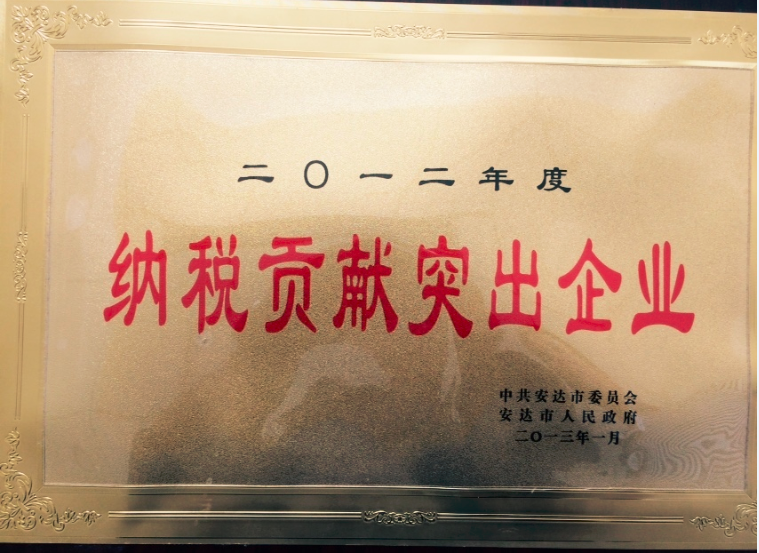 二〇一二年度
纳税贡献突出企业
中共安达市委员会
安达市人民政府
二〇一三年一月